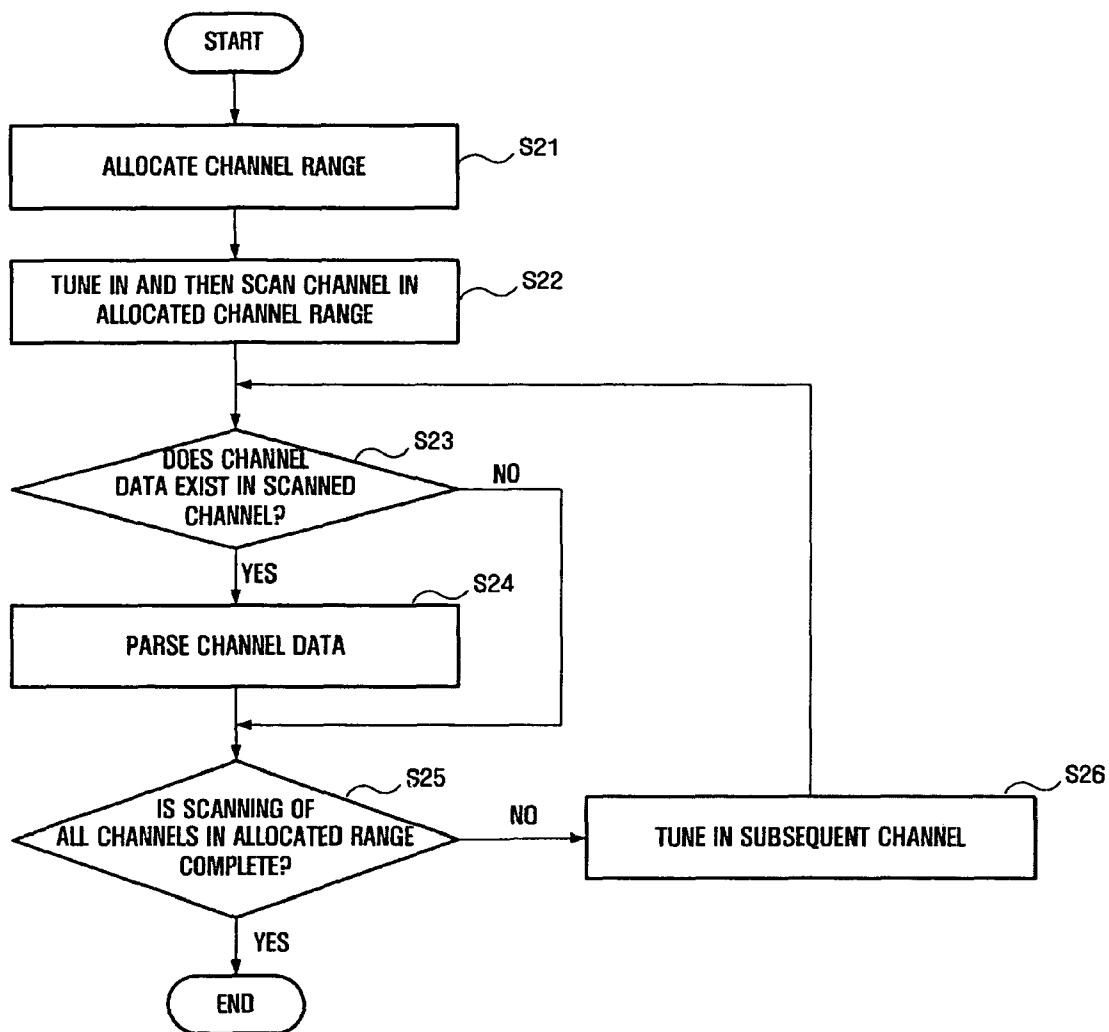 START
ALLOCATE CHANNEL RANGE
S21
TUNE IN AND THEN SCAN CHANNEL IN
ALLOCATED CHANNEL RANGE
S22
DOES CHANNEL
DATA EXIST IN SCANNED
CHANNEL?
S23
NO
YES
PARSE CHANNEL DATA
S24
IS SCANNING OF
ALL CHANNELS IN ALLOCATED RANGE
COMPLETE?
S25
NO
TUNE IN SUBSEQUENT CHANNEL
S26
YES
END